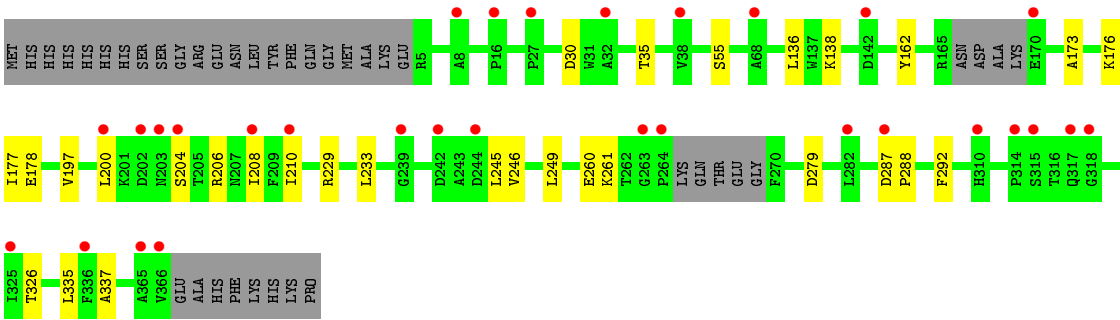 MET HIS HIS HIS HIS HIS HIS SER SER GLY ARG GLU ASN LEU TYR PHE GLN GLY MET ALA LYS GLU R5 A8 P16 P27 D30 W31 A32 T35 V38 S55 A68 L136 W137 K138 D142 Y162 R165 ASN ASP ALA LYS E170 A173 K176
I177 E178 V197 L200 K201 D202 N203 S204 T205 R206 N207 I208 F209 I210 R229 L233 G239 D242 A243 D244 L245 V246 L249 E260 K261 T262 G263 P264 LYS GLN THR GLU GLY F270 D279 L282 D287 P288 F292 H310 P314 S315 T316 Q317 G318
I325 T326 L335 F336 A337 A365 V366 GLU ALA HIS PHE LYS HIS LYS PRO